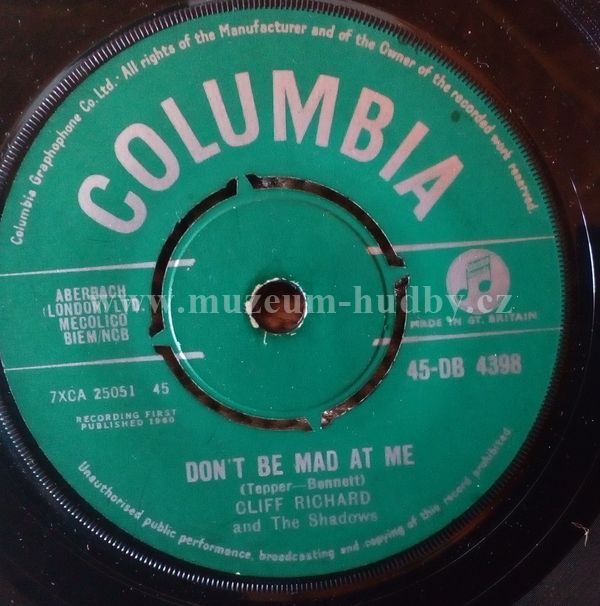 Columbia Graphophone Co. Ltd. · All rights of the Manufacturer and of the Owner of the recorded work reserved.
COLUMBIA
ABERBACH
(LONDON) LTD.
MECOLICO
BIEM/NCB
www.muzeum-hudby.cz
MADE IN GT. BRITAIN
7XCA 25051 45
45-DB 4398
RECORDING FIRST
PUBLISHED 1960
DON'T BE MAD AT ME
(Tepper—Bennett)
CLIFF RICHARD
and The Shadows
Unauthorised public performance, broadcasting and copying of this record prohibited